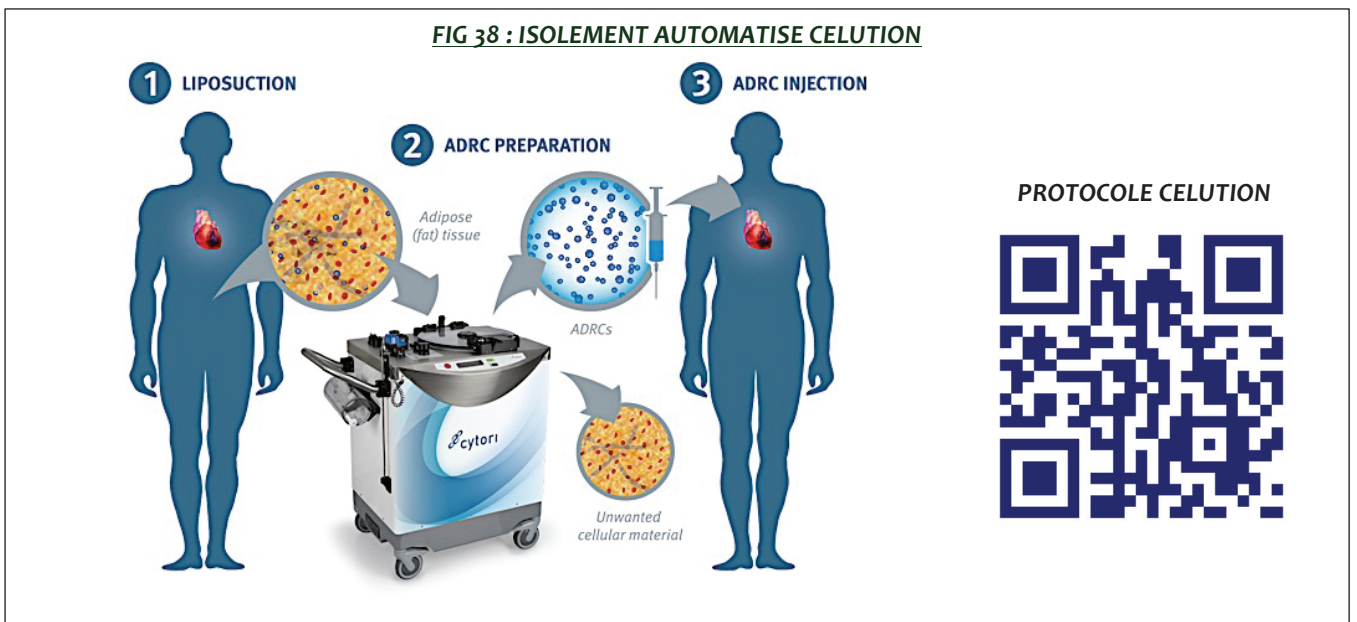 FIG 38 : ISOLEMENT AUTOMATISE CELUTION
1 LIPOSUCTION
2 ADRC PREPARATION
3 ADRC INJECTION
Adipose
(fat) tissue
ADRCs
cytori
Unwanted
cellular material
PROTOCOLE CELUTION